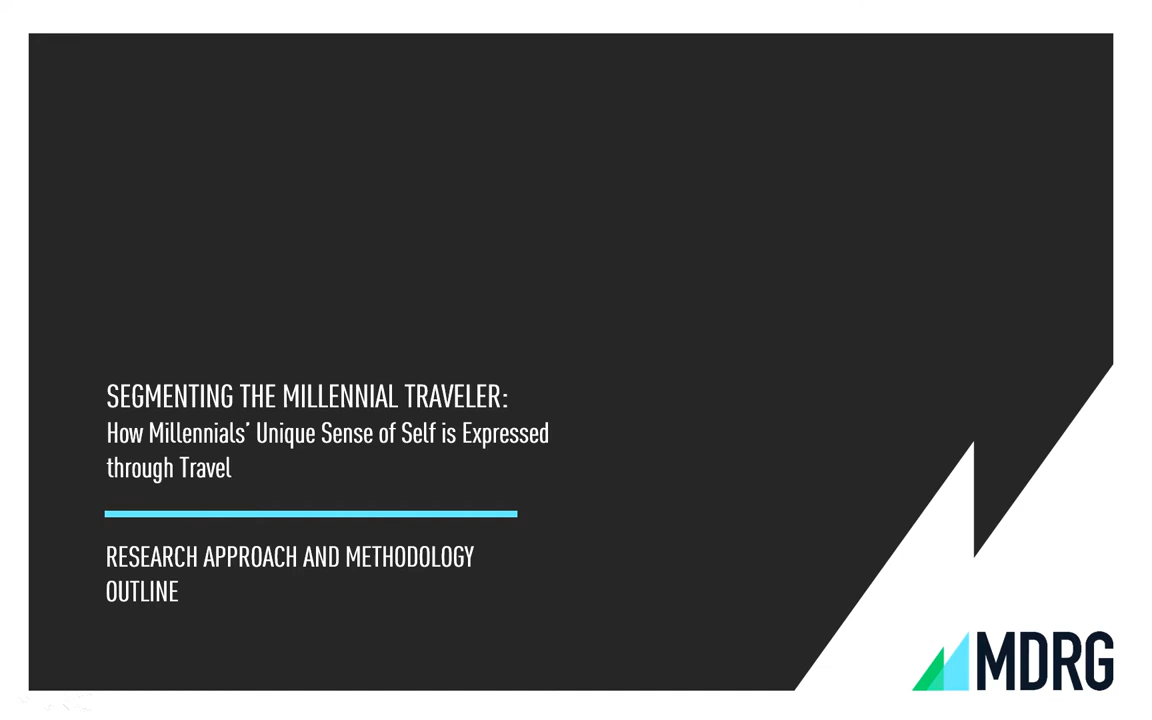 SEGMENTING THE MILLENNIAL TRAVELER:
How Millennials’ Unique Sense of Self is Expressed
through Travel
RESEARCH APPROACH AND METHODOLOGY
OUTLINE
MDRG